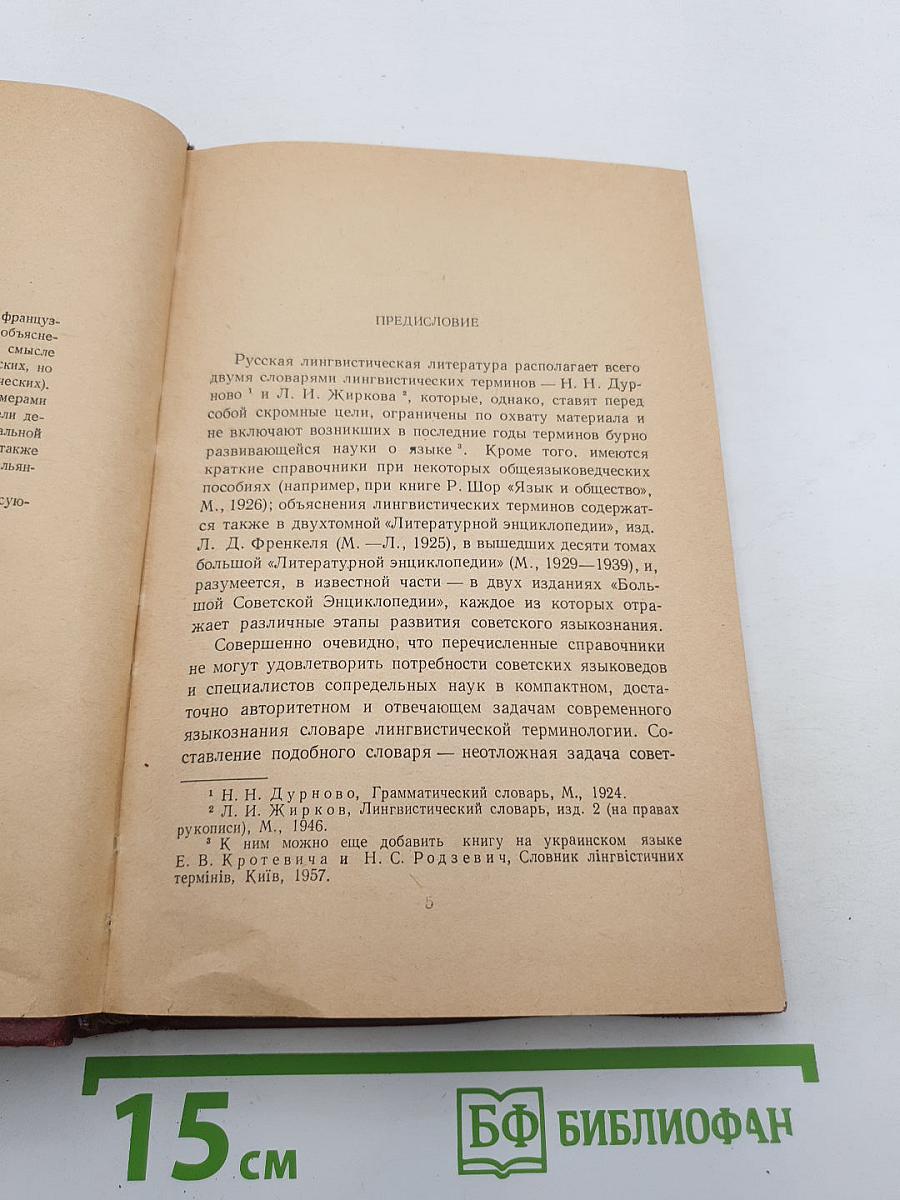 француз-
объясне-
смысле
ских, но
ческих).
мерами
ели де-
альной
также
льян-
сую-
ПРЕДИСЛОВИЕ
Русская лингвистическая литература располагает всего
двумя словарями лингвистических терминов — Н. Н. Дур-
ново ¹ и Л. И. Жиркова ², которые, однако, ставят перед
собой скромные цели, ограничены по охвату материала и
не включают возникших в последние годы терминов бурно
развивающейся науки о языке ³. Кроме того, имеются
краткие справочники при некоторых общеязыковедческих
пособиях (например, при книге Р. Шор «Язык и общество»,
М., 1926); объяснения лингвистических терминов содержат-
ся также в двухтомной «Литературной энциклопедии», изд.
Л. Д. Френкеля (М. —Л., 1925), в вышедших десяти томах
большой «Литературной энциклопедии» (М., 1929—1939), и,
разумеется, в известной части — в двух изданиях «Боль-
шой Советской Энциклопедии», каждое из которых отра-
жает различные этапы развития советского языкознания.
Совершенно очевидно, что перечисленные справочники
не могут удовлетворить потребности советских языковедов
и специалистов сопредельных наук в компактном, доста-
точно авторитетном и отвечающем задачам современного
языкознания словаре лингвистической терминологии. Со-
ставление подобного словаря — неотложная задача совет-
¹ Н. Н. Дурново, Грамматический словарь, М., 1924.
² Л. И. Жирков, Лингвистический словарь, изд. 2 (на правах
рукописи), М., 1946.
³ К ним можно еще добавить книгу на украинском языке
Е. В. Кротевича и Н. С. Родзевич, Словник лінгвістичних
термінів, Київ, 1957.
5
15 см
БФ БИБЛИОФАН